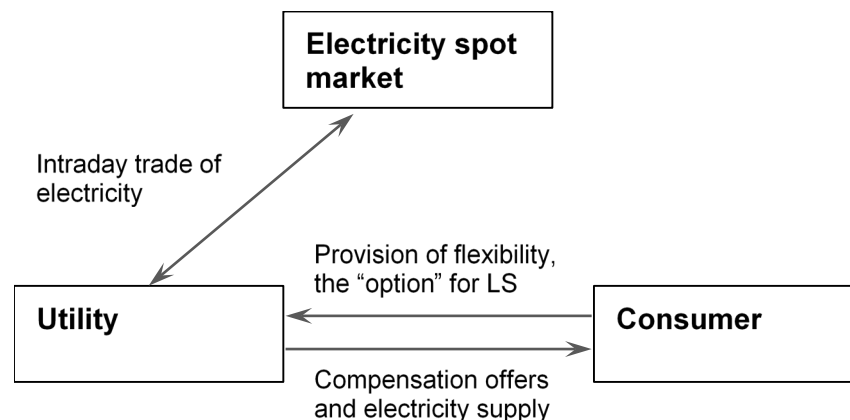 Electricity spot
market
Intraday trade of
electricity
Provision of flexibility,
the “option” for LS
Utility
Consumer
Compensation offers
and electricity supply